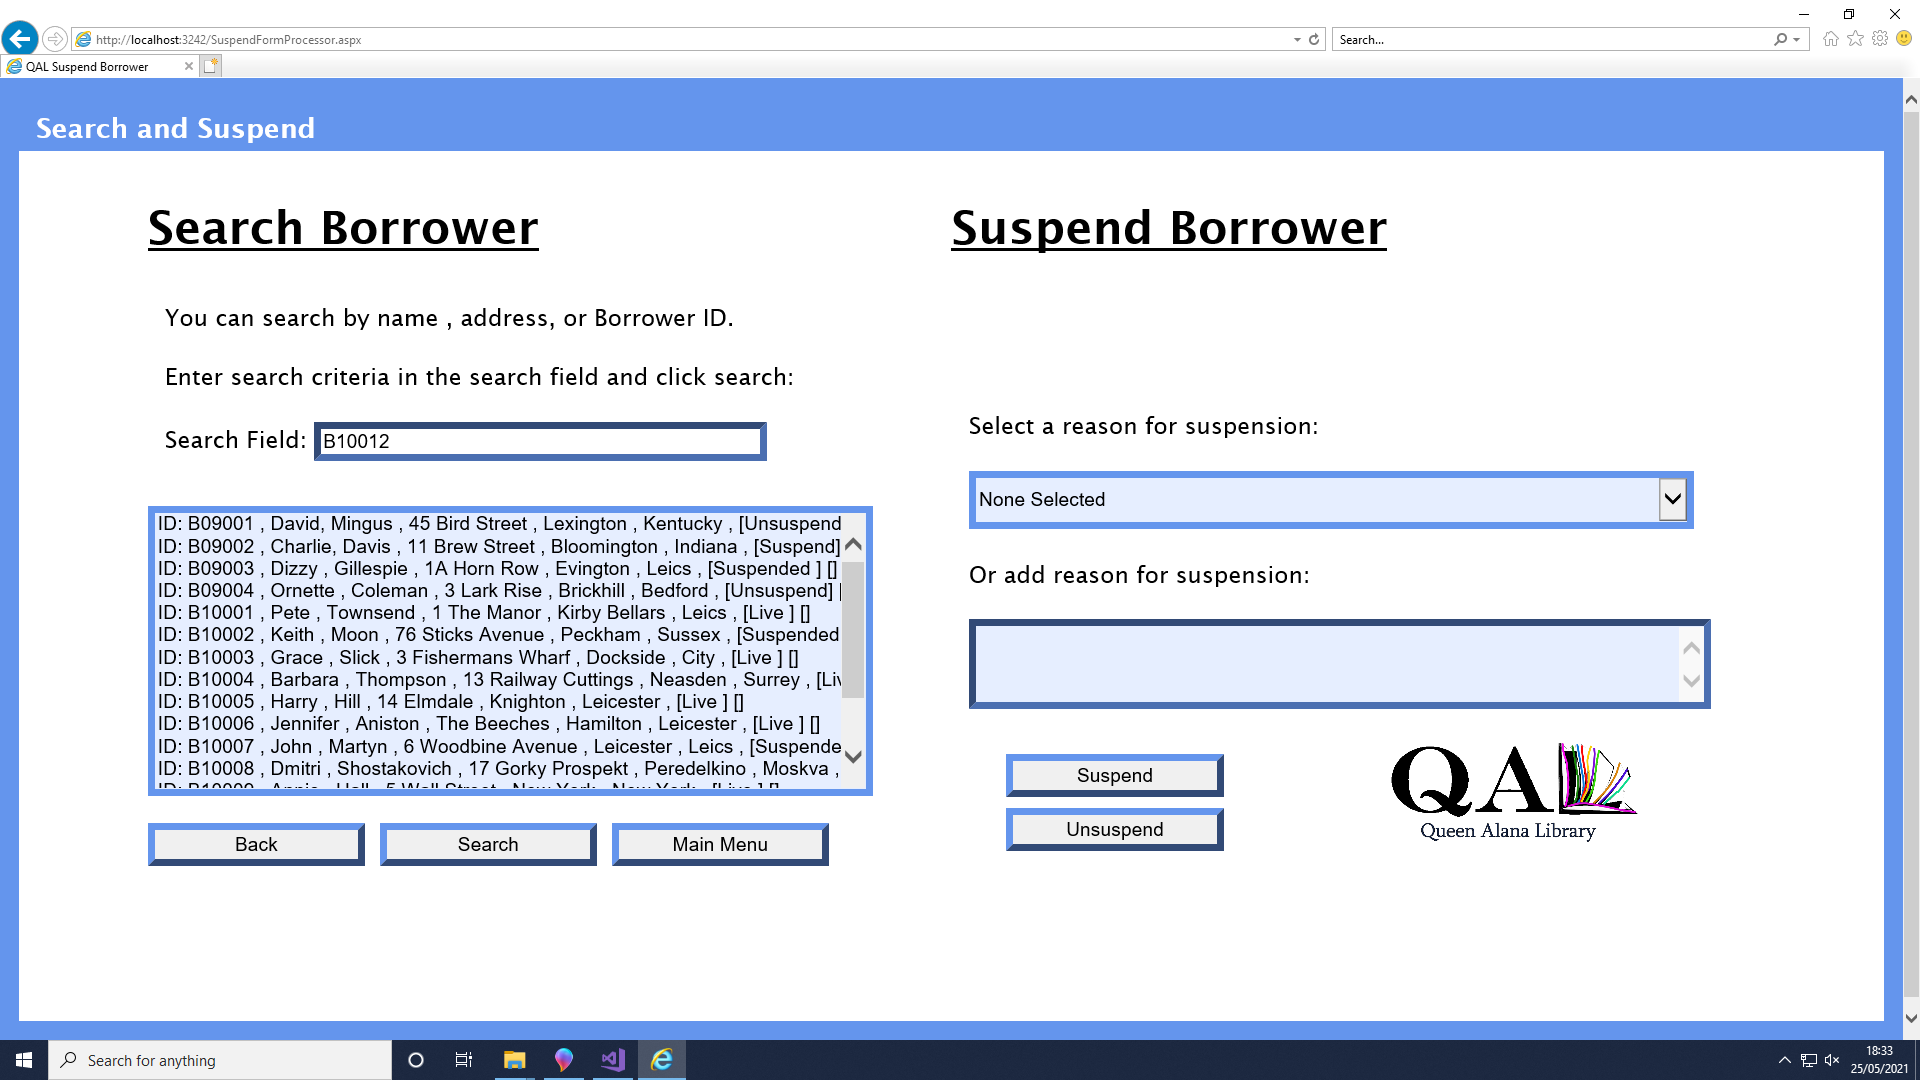 http://localhost:3242/SuspendFormProcessor.aspx
Search...
QAL Suspend Borrower
Search and Suspend
Search Borrower
You can search by name , address, or Borrower ID.
Enter search criteria in the search field and click search:
Search Field: B10012
ID: B09001 , David, Mingus , 45 Bird Street , Lexington , Kentucky , [Unsuspend
ID: B09002 , Charlie, Davis , 11 Brew Street , Bloomington , Indiana , [Suspend]
ID: B09003 , Dizzy , Gillespie , 1A Horn Row , Evington , Leics , [Suspended ] []
ID: B09004 , Ornette , Coleman , 3 Lark Rise , Brickhill , Bedford , [Unsuspend] [
ID: B10001 , Pete , Townsend , 1 The Manor , Kirby Bellars , Leics , [Live ] []
ID: B10002 , Keith , Moon , 76 Sticks Avenue , Peckham , Sussex , [Suspended
ID: B10003 , Grace , Slick , 3 Fishermans Wharf , Dockside , City , [Live ] []
ID: B10004 , Barbara , Thompson , 13 Railway Cuttings , Neasden , Surrey , [Liv
ID: B10005 , Harry , Hill , 14 Elmdale , Knighton , Leicester , [Live ] []
ID: B10006 , Jennifer , Aniston , The Beeches , Hamilton , Leicester , [Live ] []
ID: B10007 , John , Martyn , 6 Woodbine Avenue , Leicester , Leics , [Suspende
ID: B10008 , Dmitri , Shostakovich , 17 Gorky Prospekt , Peredelkino , Moskva ,
Back
Search
Main Menu
Suspend Borrower
Select a reason for suspension:
None Selected
Or add reason for suspension:
Suspend
Unsuspend
QAL
Queen Alana Library
Search for anything
18:33
25/05/2021